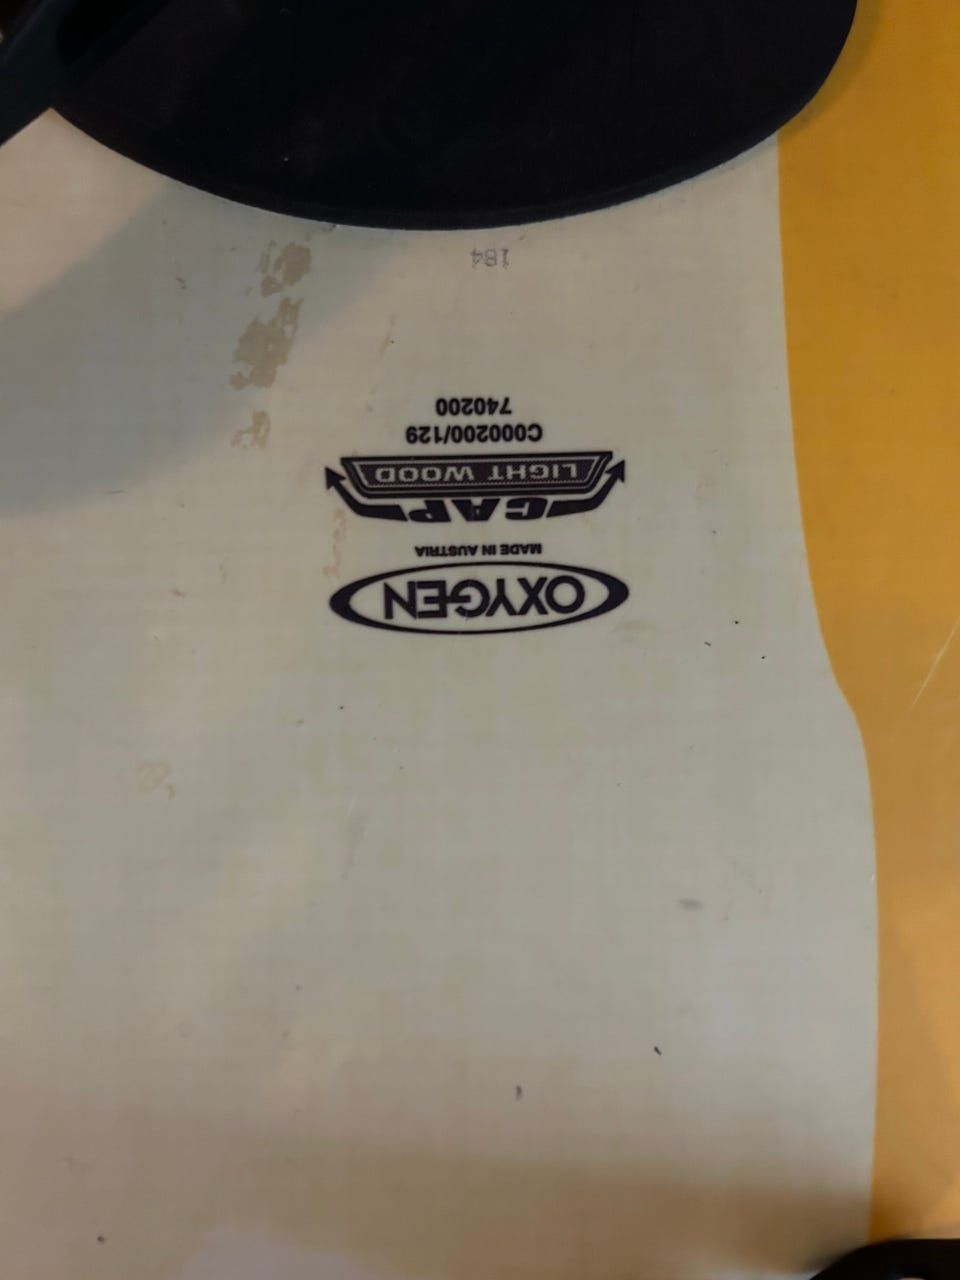 OXYGEN
MADE IN AUSTRIA
CAP
LIGHT WOOD
C000200/129
740200
184